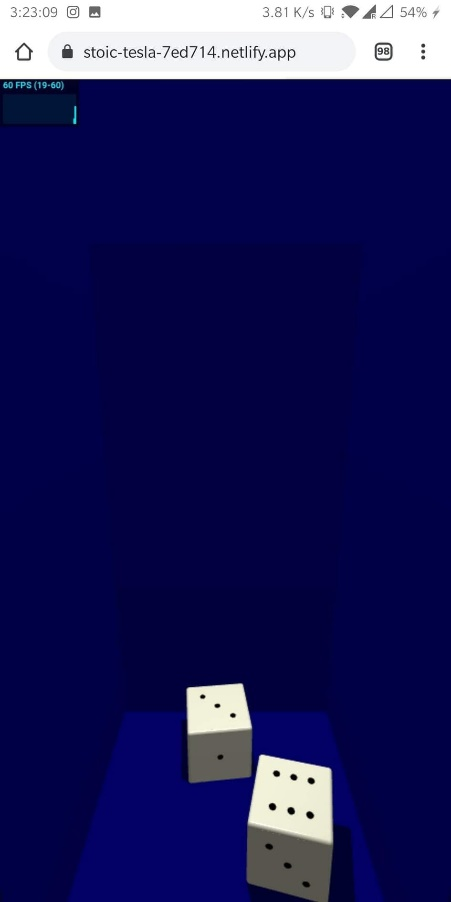 3:23:09 3.81 K/s 54%
stoic-tesla-7ed714.netlify.app 98
60 FPS (19-60)